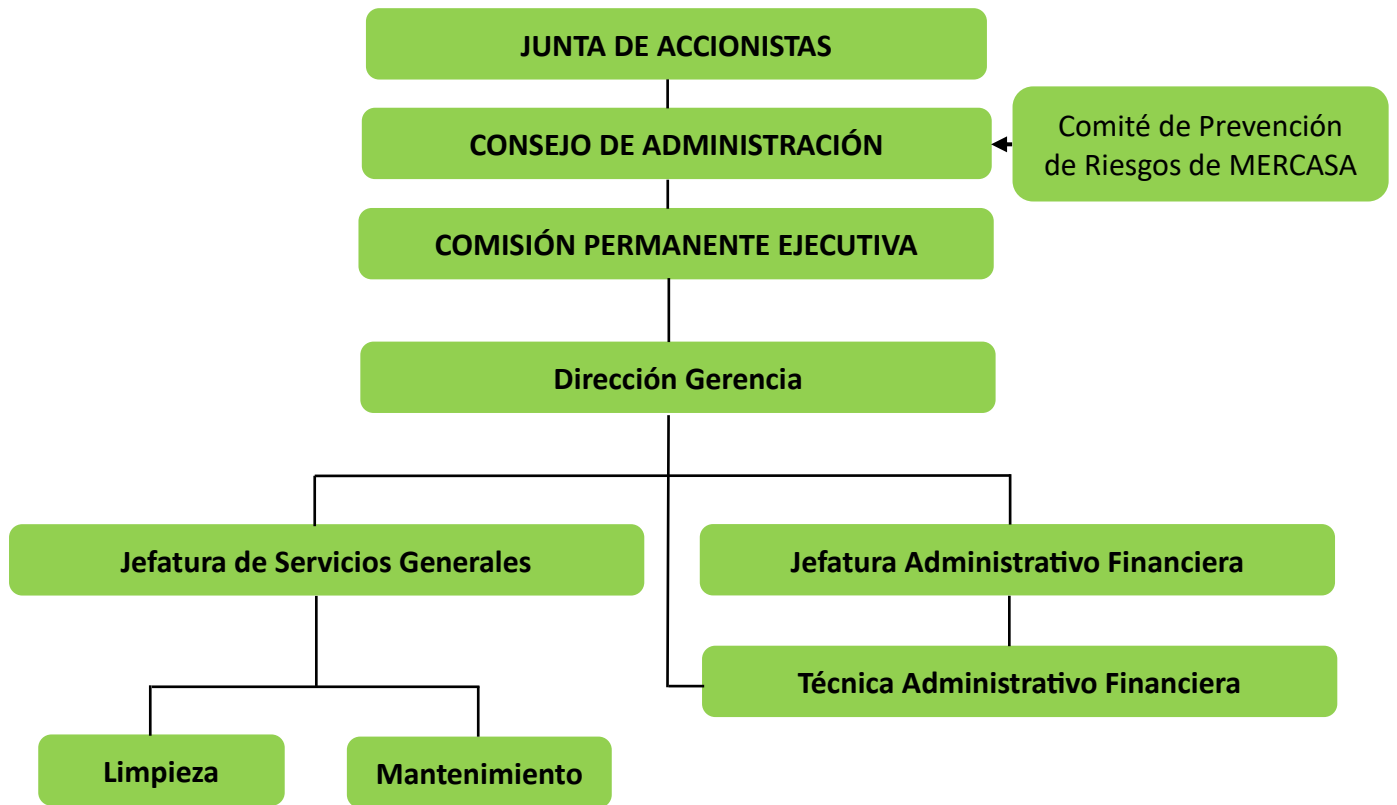 JUNTA DE ACCIONISTAS
CONSEJO DE ADMINISTRACIÓN
Comité de Prevención
de Riesgos de MERCASA
COMISIÓN PERMANENTE EJECUTIVA
Dirección Gerencia
Jefatura de Servicios Generales
Jefatura Administrativo Financiera
Técnica Administrativo Financiera
Limpieza
Mantenimiento